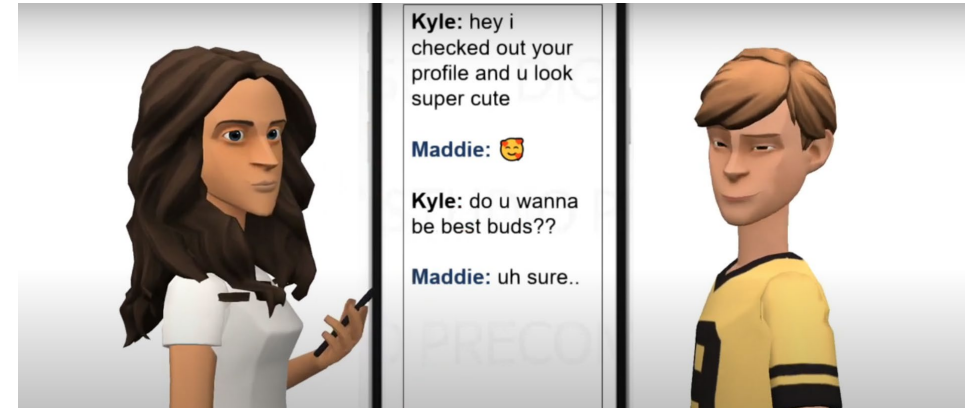 Kyle: hey i
checked out your
profile and u look
super cute
Maddie: 🥰
Kyle: do u wanna
be best buds??
Maddie: uh sure..
PRECO